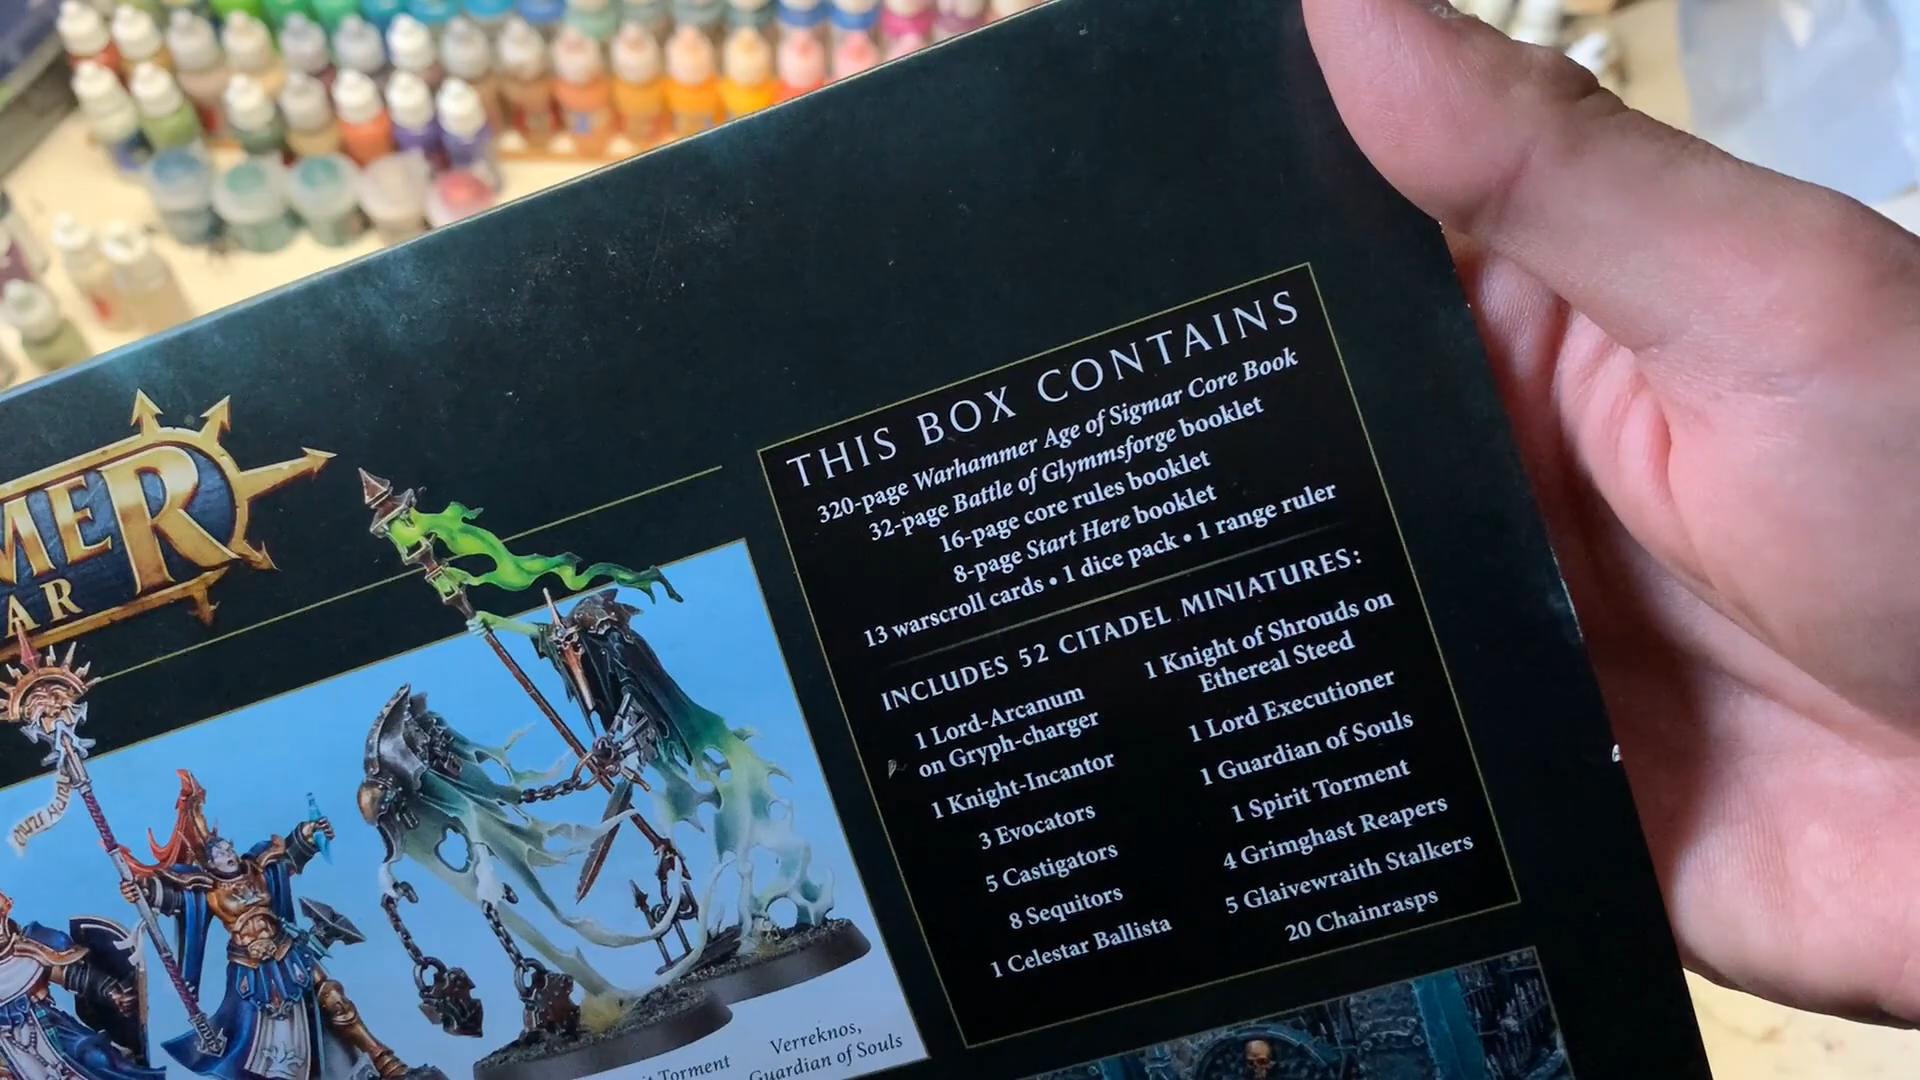 MER
AR
THIS BOX CONTAINS
320-page Warhammer Age of Sigmar Core Book
32-page Battle of Glymmsforge booklet
16-page core rules booklet
8-page Start Here booklet
13 warscroll cards • 1 dice pack • 1 range ruler
INCLUDES 52 CITADEL MINIATURES:
1 Lord-Arcanum
on Gryph-charger
1 Knight-Incantor
3 Evocators
5 Castigators
8 Sequitors
1 Celestar Ballista
1 Knight of Shrouds on
Ethereal Steed
1 Lord Executioner
1 Guardian of Souls
1 Spirit Torment
4 Grimghast Reapers
5 Glaivewraith Stalkers
20 Chainrasps
Torment
Verreknos,
Guardian of Souls